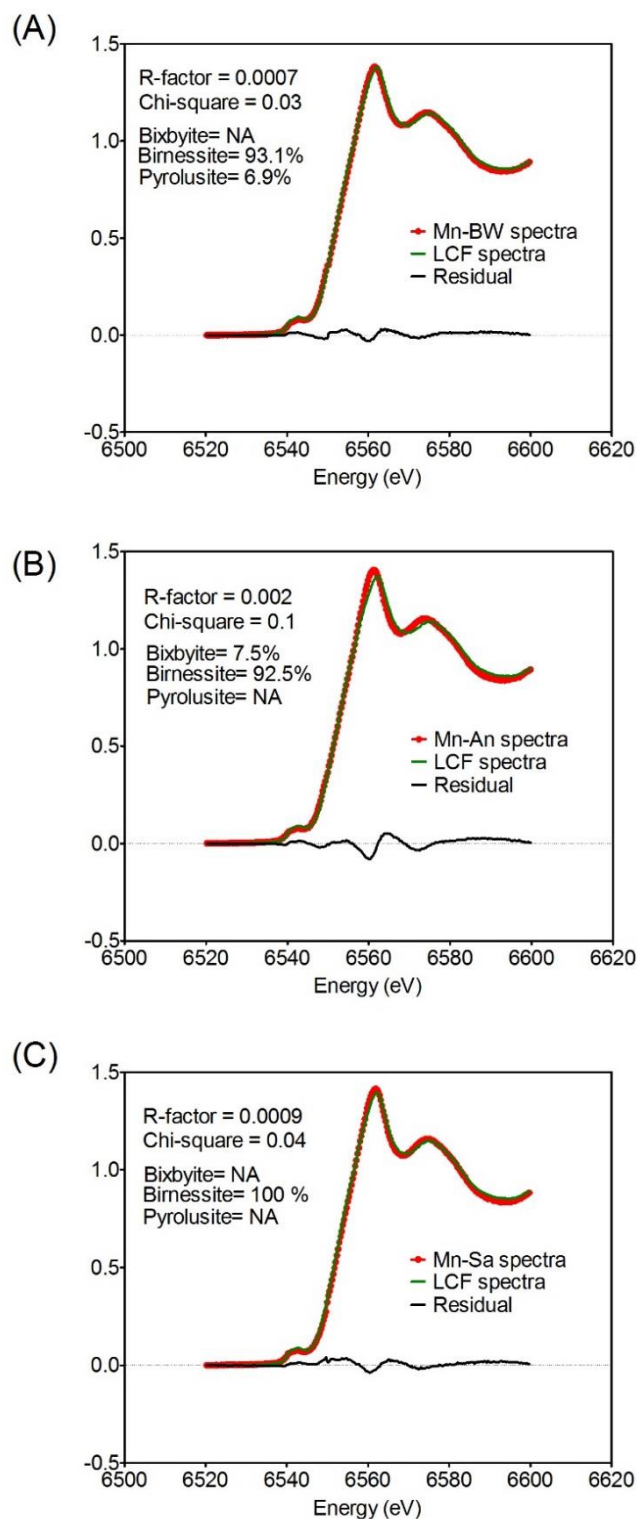 (A)
1.5
R-factor = 0.0007
Chi-square = 0.03
Bixbyite= NA
Birnessite= 93.1%
Pyrolusite= 6.9%
1.0
0.5
Mn-BW spectra
LCF spectra
Residual
0.0
-0.5
6500 6520 6540 6560 6580 6600 6620
Energy (eV)
(B)
1.5
R-factor = 0.002
Chi-square = 0.1
Bixbyite= 7.5%
Birnessite= 92.5%
Pyrolusite= NA
1.0
0.5
Mn-An spectra
LCF spectra
Residual
0.0
-0.5
6500 6520 6540 6560 6580 6600 6620
Energy (eV)
(C)
1.5
R-factor = 0.0009
Chi-square = 0.04
Bixbyite= NA
Birnessite= 100 %
Pyrolusite= NA
1.0
0.5
Mn-Sa spectra
LCF spectra
Residual
0.0
-0.5
6500 6520 6540 6560 6580 6600 6620
Energy (eV)